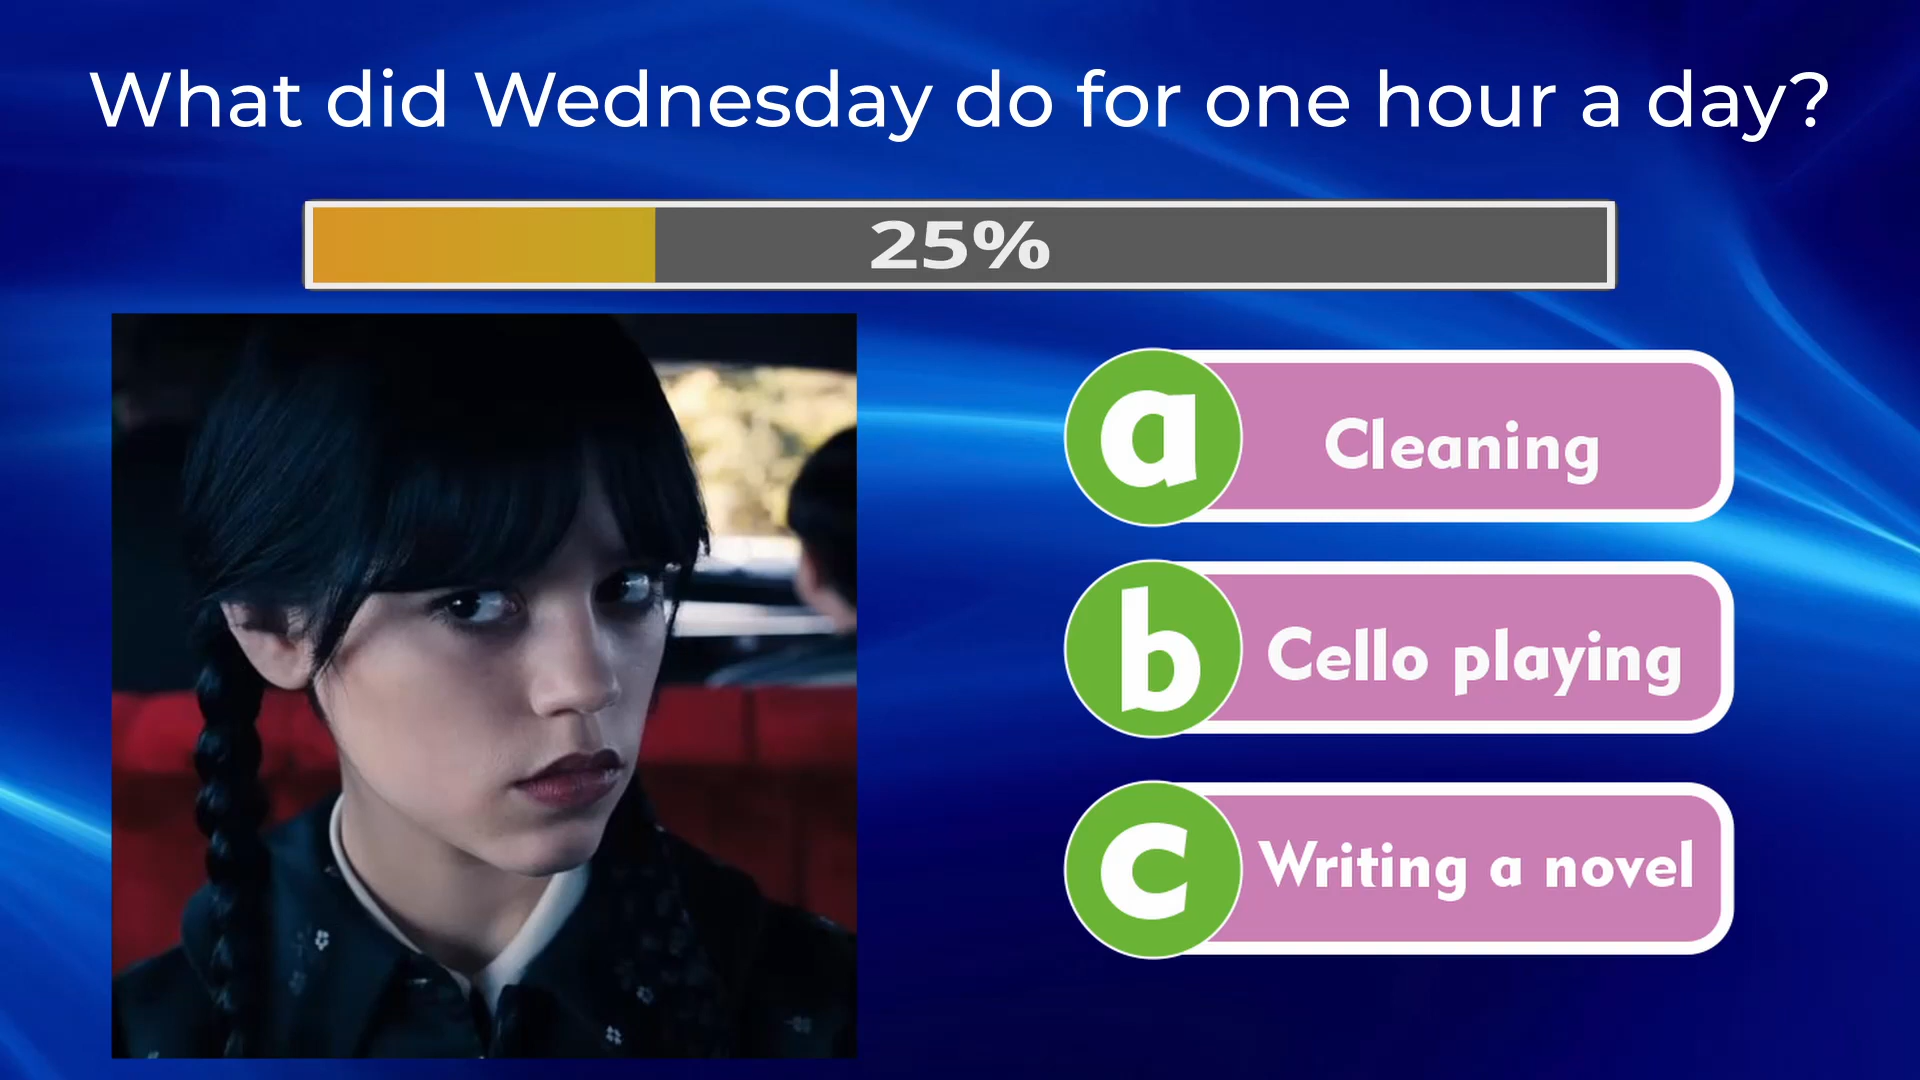 What did Wednesday do for one hour a day?
25%
a Cleaning
b Cello playing
c Writing a novel